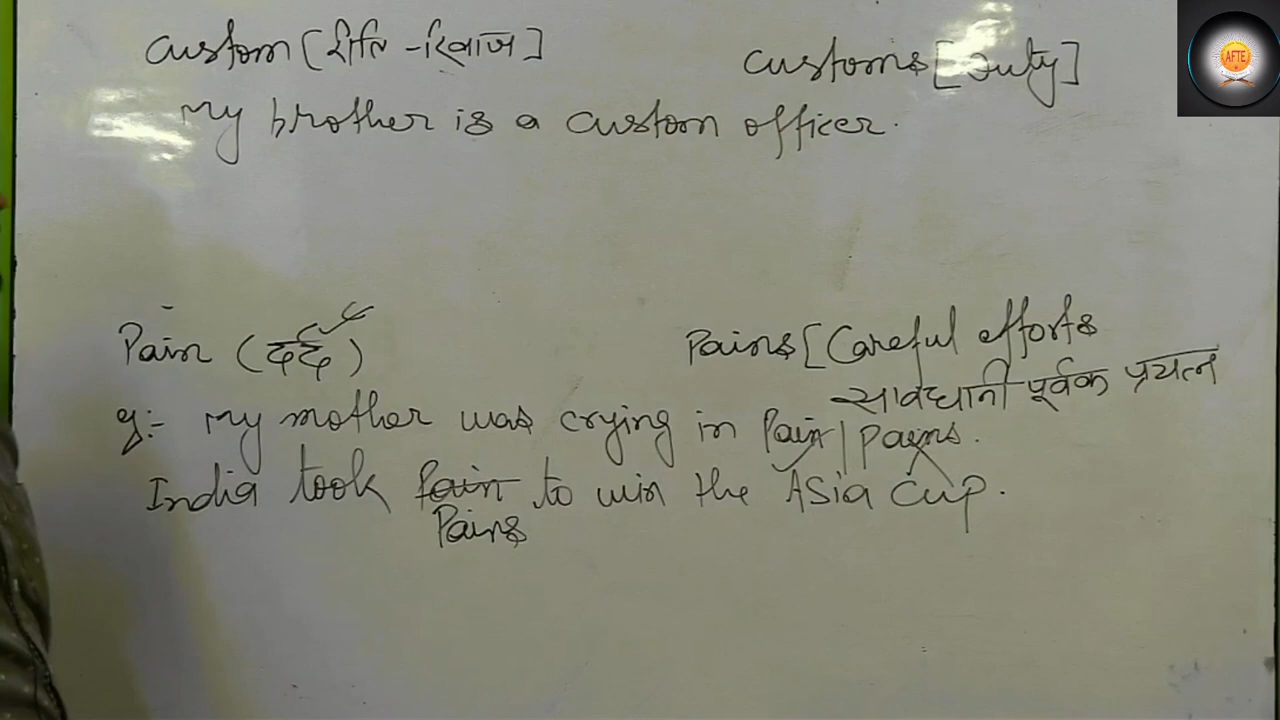 Custom [रीति-रिवाज] Customs [Duty]
My brother is a custom officer.
Pain (दर्द) Pains [Careful efforts
सावधानी पूर्वक प्रयत्न
eg:- My mother was crying in Pain / pains.
India took Pain to win the Asia Cup.
Pains
AFTE